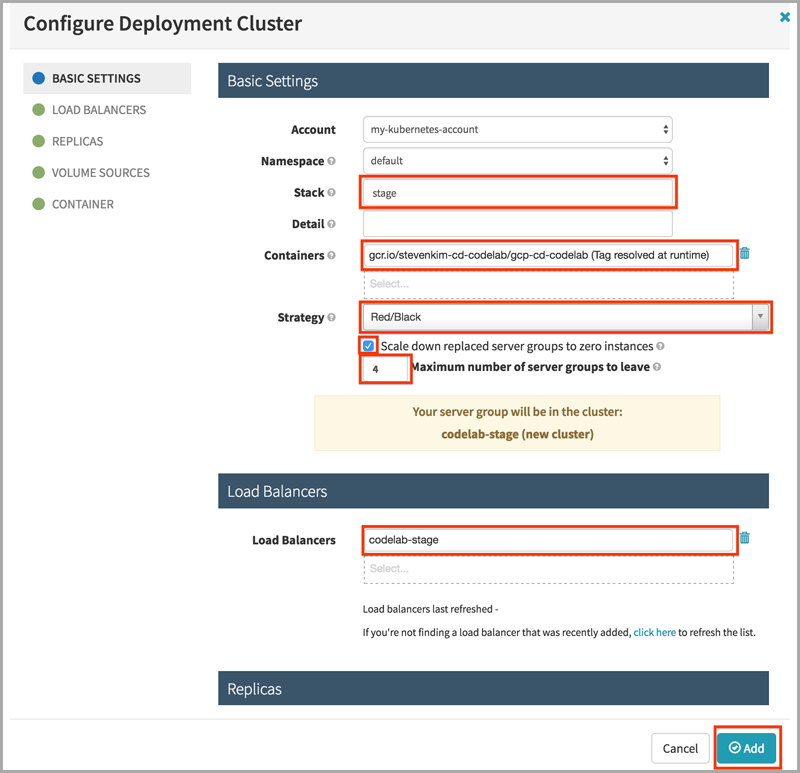 Configure Deployment Cluster
BASIC SETTINGS
LOAD BALANCERS
REPLICAS
VOLUME SOURCES
CONTAINER
Basic Settings
Account my-kubernetes-account
Namespace default
Stack stage
Detail
Containers gcr.io/stevenkim-cd-codelab/gcp-cd-codelab (Tag resolved at runtime)
Select...
Strategy Red/Black
Scale down replaced server groups to zero instances
4 Maximum number of server groups to leave
Your server group will be in the cluster:
codelab-stage (new cluster)
Load Balancers
Load Balancers codelab-stage
Select...
Load balancers last refreshed -
If you're not finding a load balancer that was recently added, click here to refresh the list.
Replicas
Cancel Add